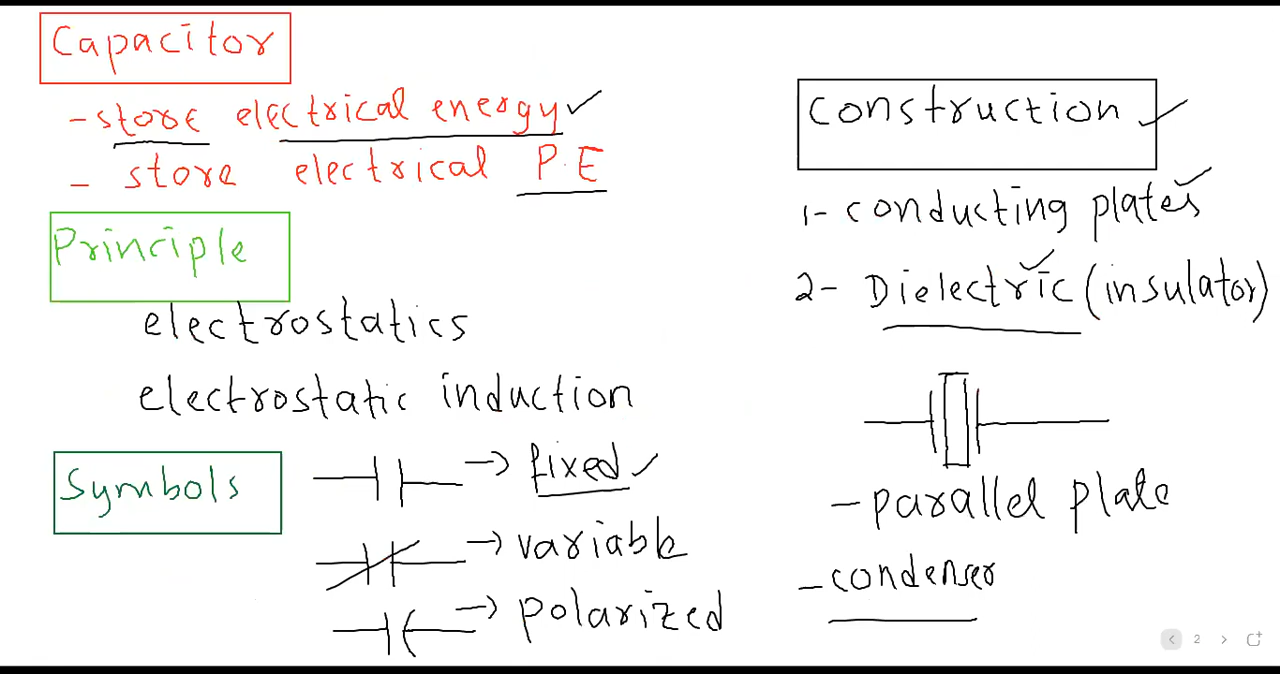 Capacitor
- store electrical energy ✓
- store electrical P.E
Principle
electrostatics
electrostatic induction
Symbols
→ fixed ✓
→ variable
→ polarized
Construction ✓
1- conducting plates ✓
2- Dielectric (insulator)
- parallel plate
- condenser
2